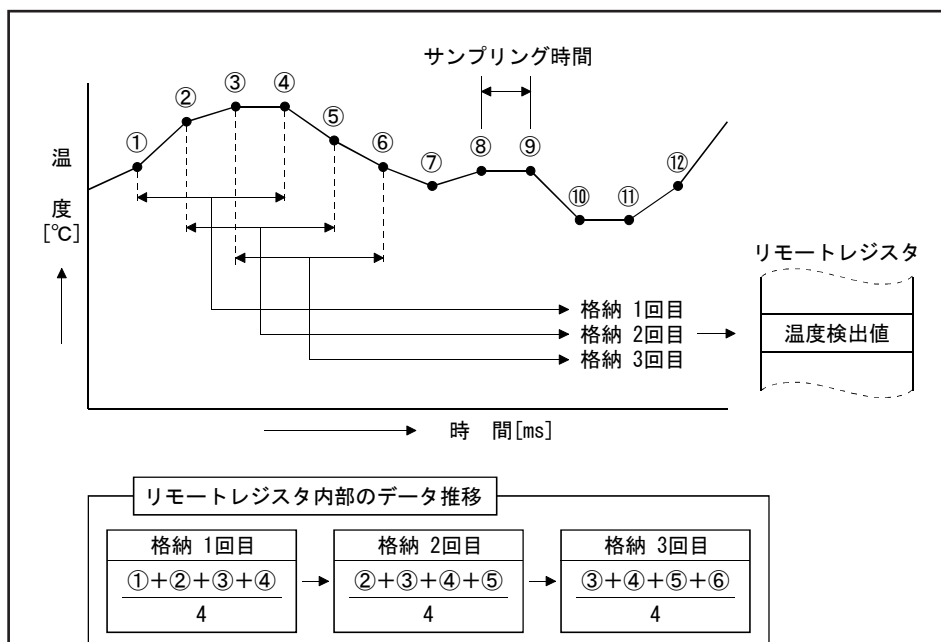 サンプリング時間
① ② ③ ④ ⑤ ⑥ ⑦ ⑧ ⑨ ⑩ ⑪ ⑫
温
度
[℃]
リモートレジスタ
温度検出値
格納 1回目
格納 2回目
格納 3回目
時 間[ms]
リモートレジスタ内部のデータ推移
格納 1回目
①+②+③+④
4
格納 2回目
②+③+④+⑤
4
格納 3回目
③+④+⑤+⑥
4